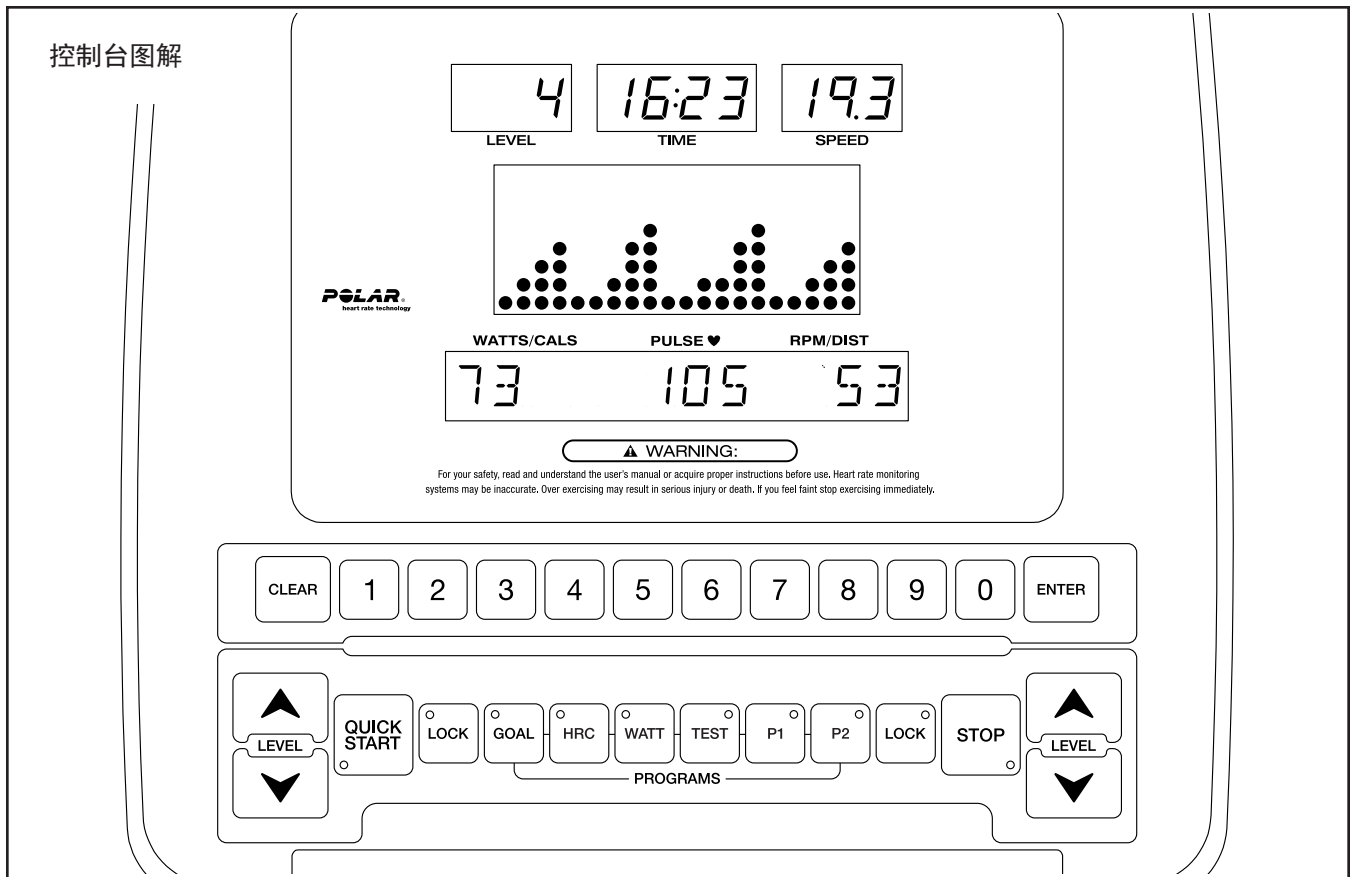 控制台图解
4 16:23 19.3
LEVEL TIME SPEED
POLAR®
heart rate technology
WATTS/CALS PULSE ♥ RPM/DIST
73 105 53
⚠ WARNING:
For your safety, read and understand the user's manual or acquire proper instructions before use. Heart rate monitoring
systems may be inaccurate. Over exercising may result in serious injury or death. If you feel faint stop exercising immediately.
CLEAR 1 2 3 4 5 6 7 8 9 0 ENTER
QUICK
START
LOCK GOAL HRC WATT TEST P1 P2 LOCK STOP
LEVEL LEVEL
PROGRAMS